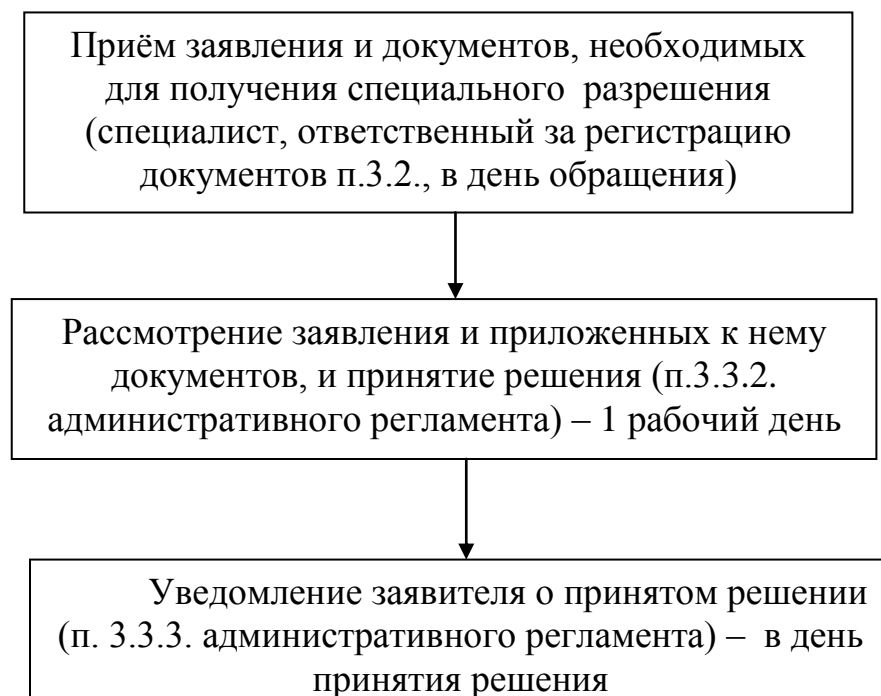 Приём заявления и документов, необходимых
для получения специального разрешения
(специалист, ответственный за регистрацию
документов п.3.2., в день обращения)
Рассмотрение заявления и приложенных к нему
документов, и принятие решения (п.3.3.2.
административного регламента) – 1 рабочий день
Уведомление заявителя о принятом решении
(п. 3.3.3. административного регламента) – в день
принятия решения